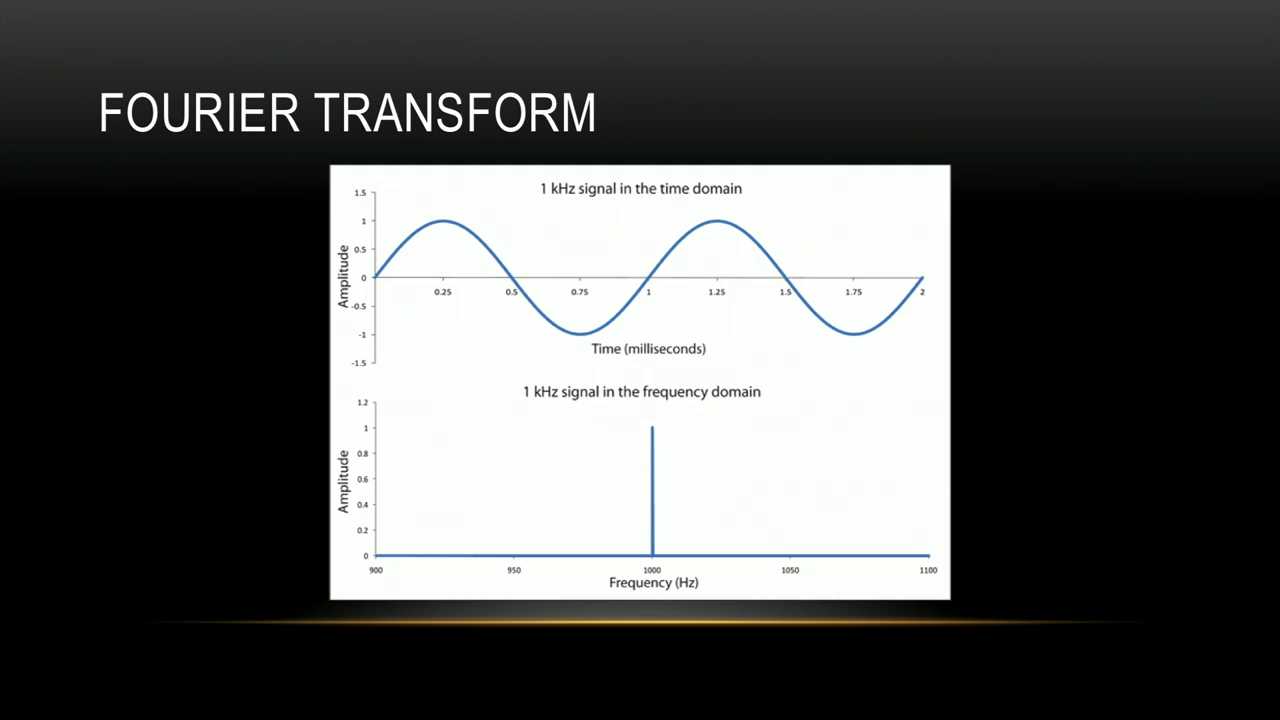 FOURIER TRANSFORM
1 kHz signal in the time domain
1.5
1
0.5
0
-0.5
-1
-1.5
Amplitude
0.25 0.5 0.75 1 1.25 1.5 1.75 2
Time (milliseconds)
1 kHz signal in the frequency domain
1.2
1
0.8
0.6
0.4
0.2
0
Amplitude
900 950 1000 1050 1100
Frequency (Hz)